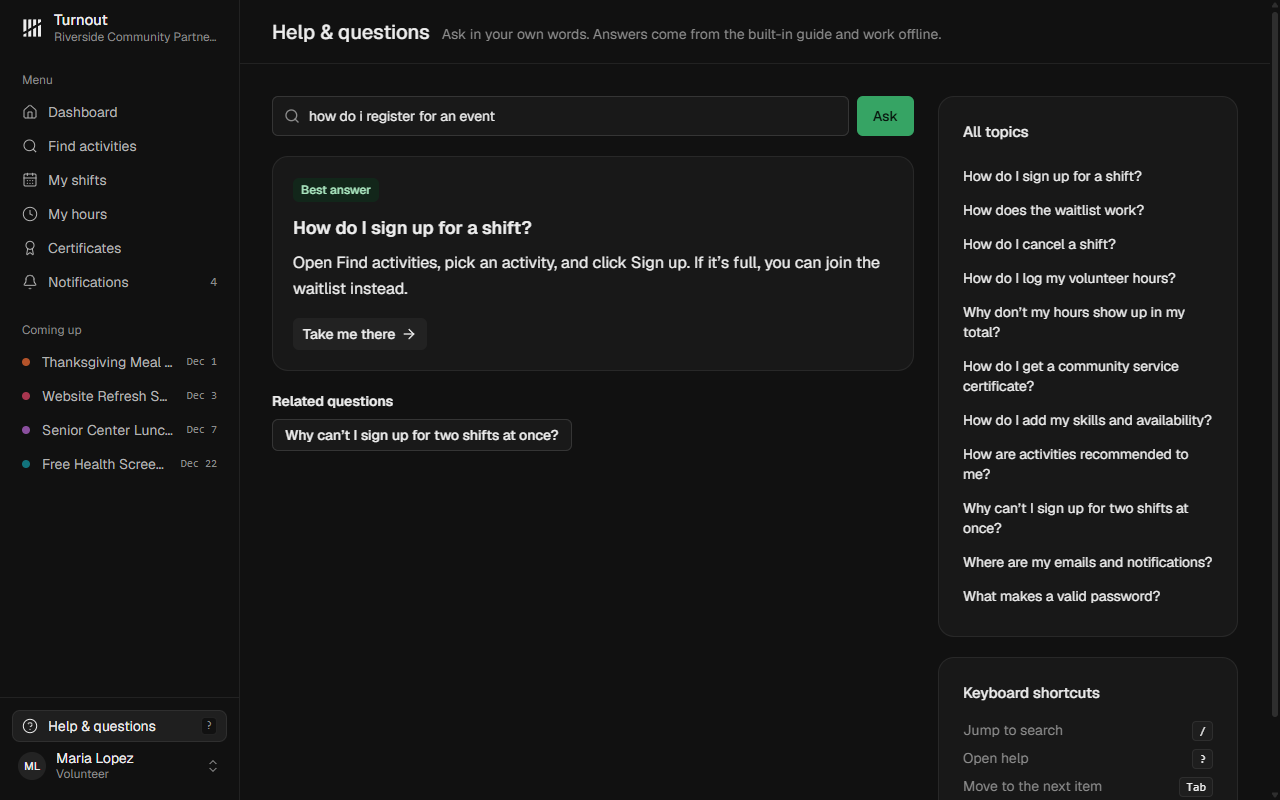 Turnout
Riverside Community Partne...
Menu
Dashboard
Find activities
My shifts
My hours
Certificates
Notifications 4
Coming up
Thanksgiving Meal ... Dec 1
Website Refresh S... Dec 3
Senior Center Lunc... Dec 7
Free Health Scree... Dec 22
Help & questions ?
ML
Maria Lopez
Volunteer
Help & questions Ask in your own words. Answers come from the built-in guide and work offline.
how do i register for an event
Ask
Best answer
How do I sign up for a shift?
Open Find activities, pick an activity, and click Sign up. If it’s full, you can join the
waitlist instead.
Take me there →
Related questions
Why can’t I sign up for two shifts at once?
All topics
How do I sign up for a shift?
How does the waitlist work?
How do I cancel a shift?
How do I log my volunteer hours?
Why don’t my hours show up in my
total?
How do I get a community service
certificate?
How do I add my skills and availability?
How are activities recommended to
me?
Why can’t I sign up for two shifts at
once?
Where are my emails and notifications?
What makes a valid password?
Keyboard shortcuts
Jump to search /
Open help ?
Move to the next item Tab